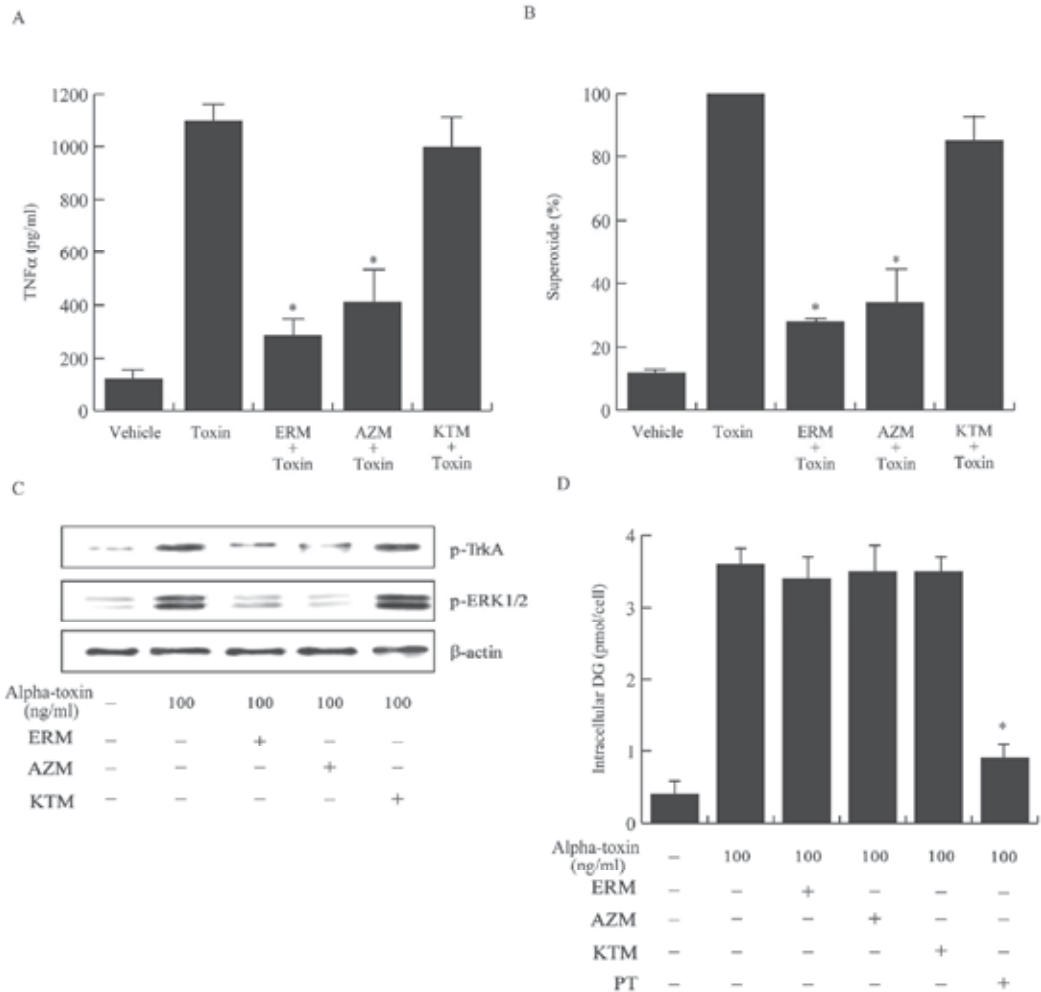 A
TNFα (pg/ml)
1200
1000
800
600
400
200
0
*
*
Vehicle Toxin ERM + Toxin AZM + Toxin KTM + Toxin
B
Superoxide (%)
100
80
60
40
20
0
*
*
Vehicle Toxin ERM + Toxin AZM + Toxin KTM + Toxin
C
p-TrkA
p-ERK1/2
β-actin
Alpha-toxin (ng/ml) – 100 100 100 100
ERM – – + – –
AZM – – – + –
KTM – – – – +
D
Intracellular DG (pmol/cell)
4
3
2
1
0
*
Alpha-toxin (ng/ml) – 100 100 100 100 100
ERM – – + – – –
AZM – – – + – –
KTM – – – – + –
PT – – – – – +